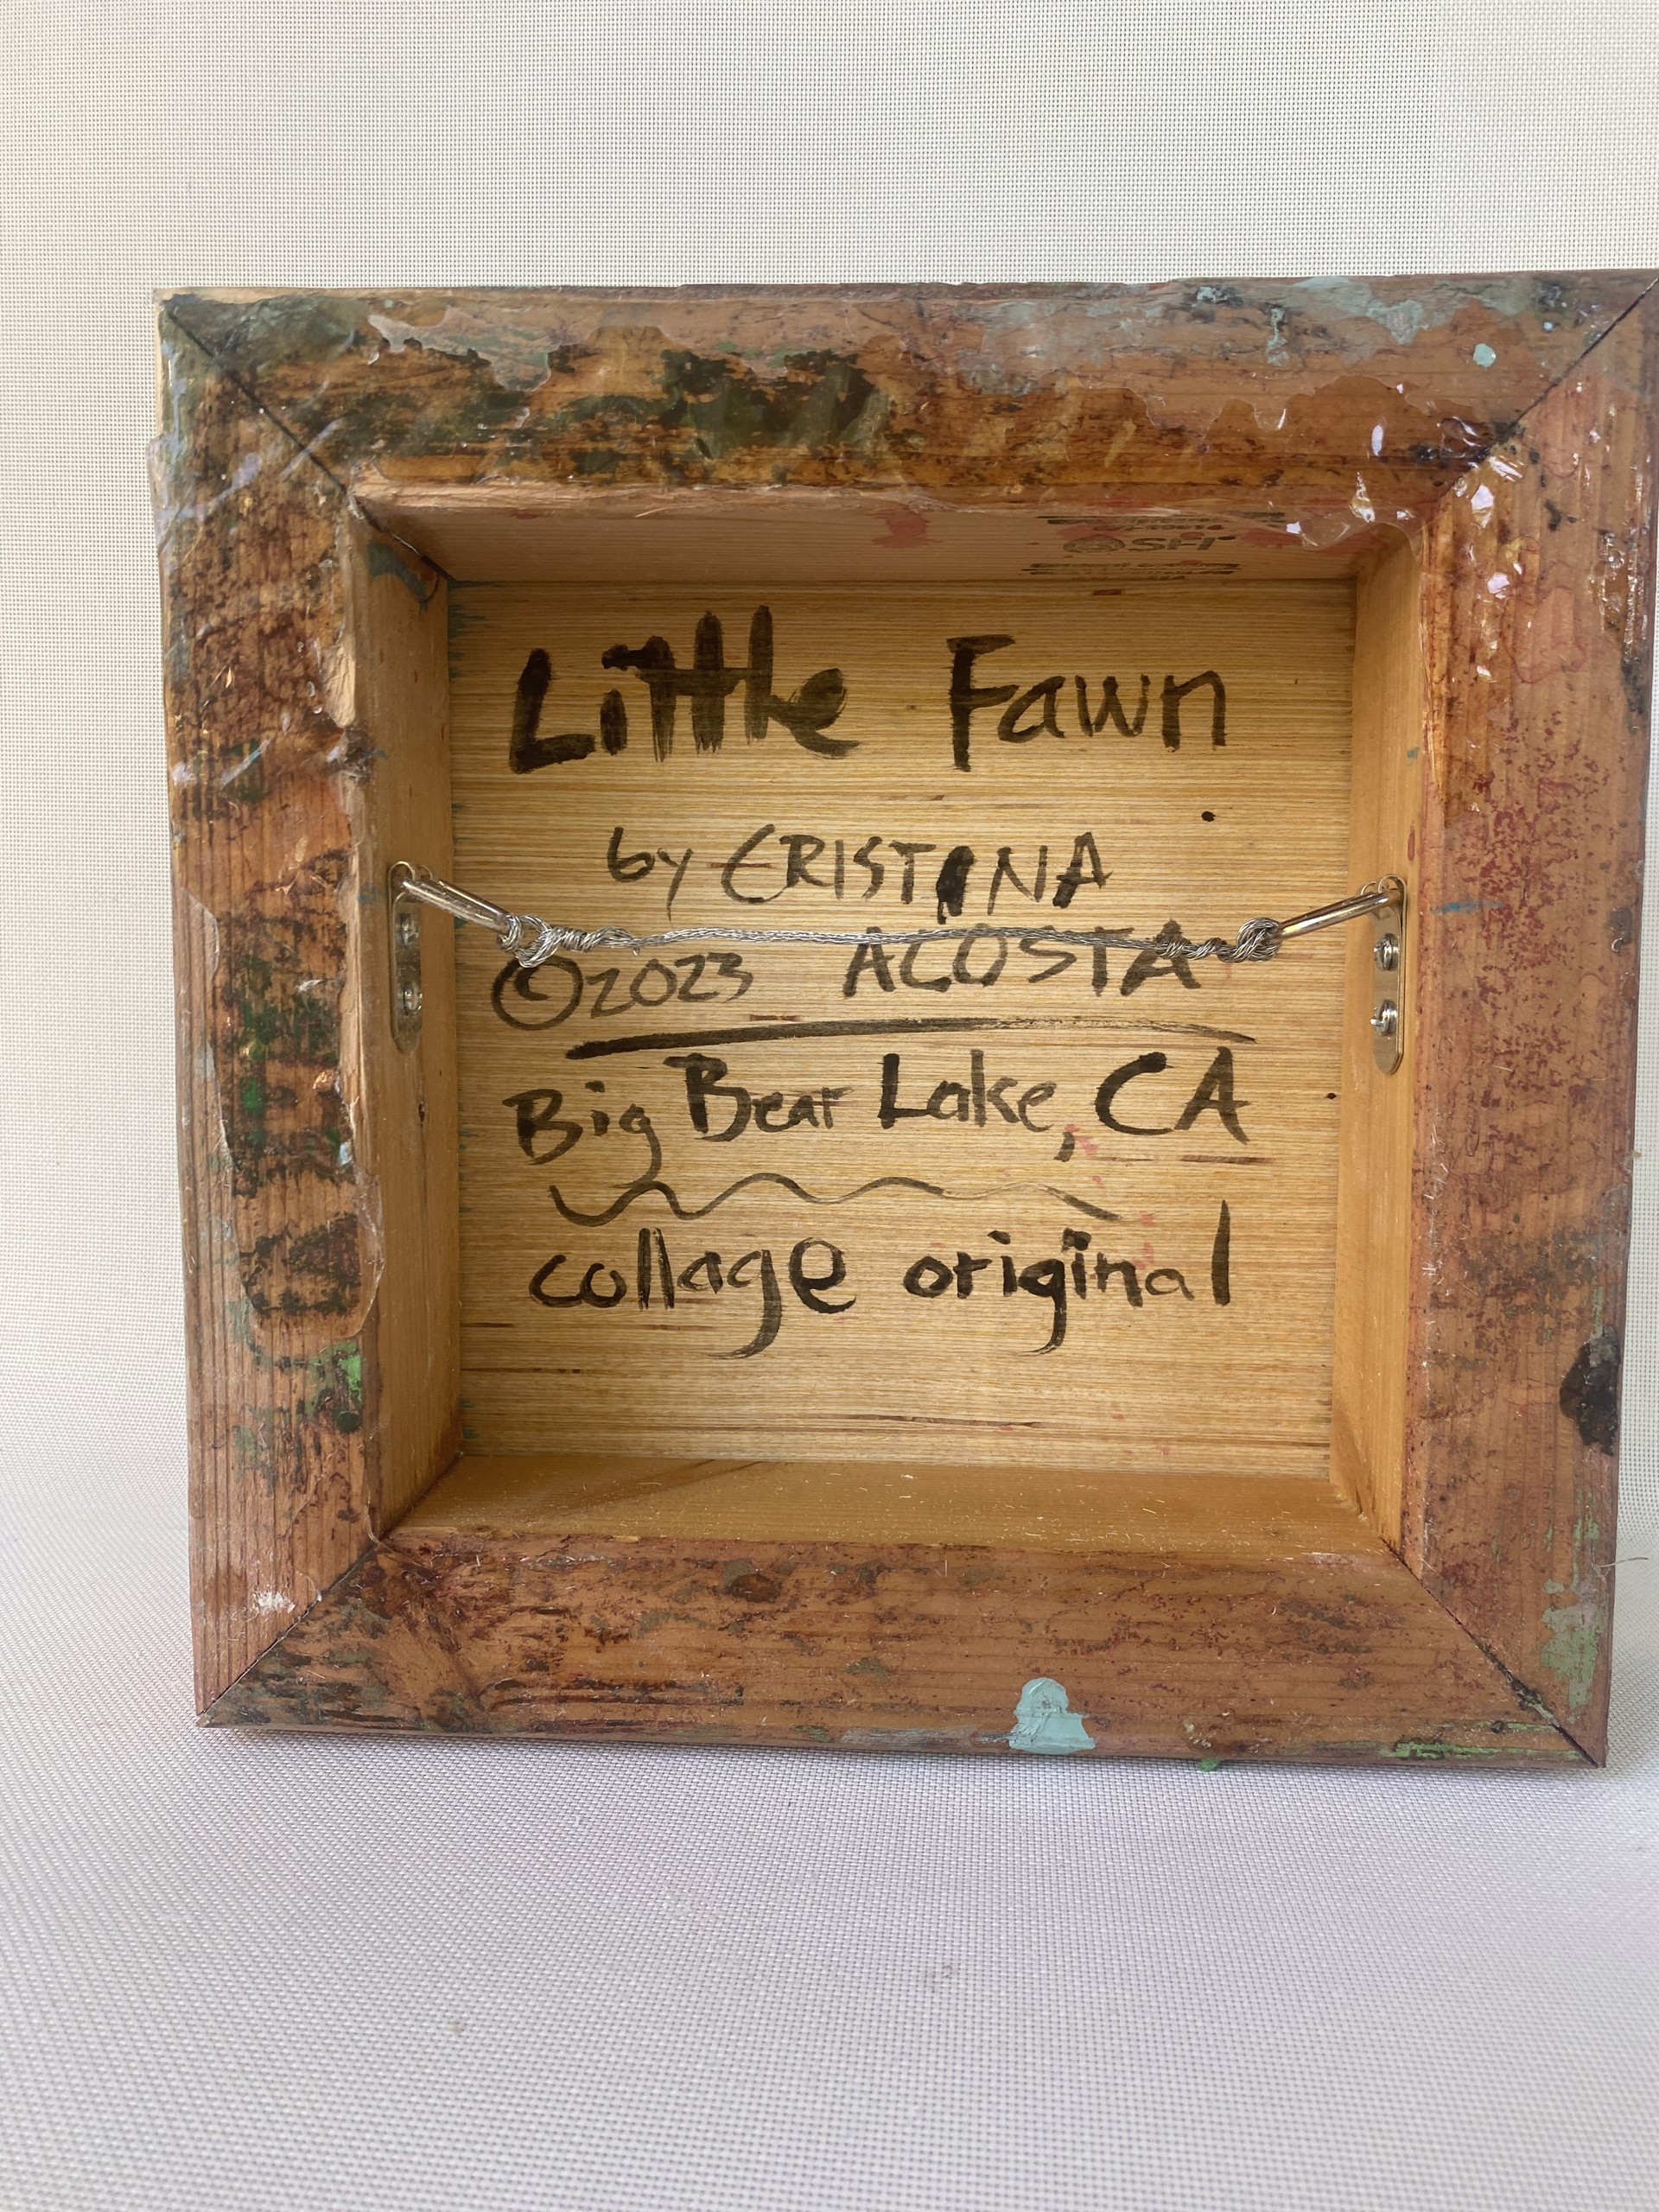 Little Fawn
by CRISTINA
ACOSTA
©2023
Big Bear Lake, CA
collage original